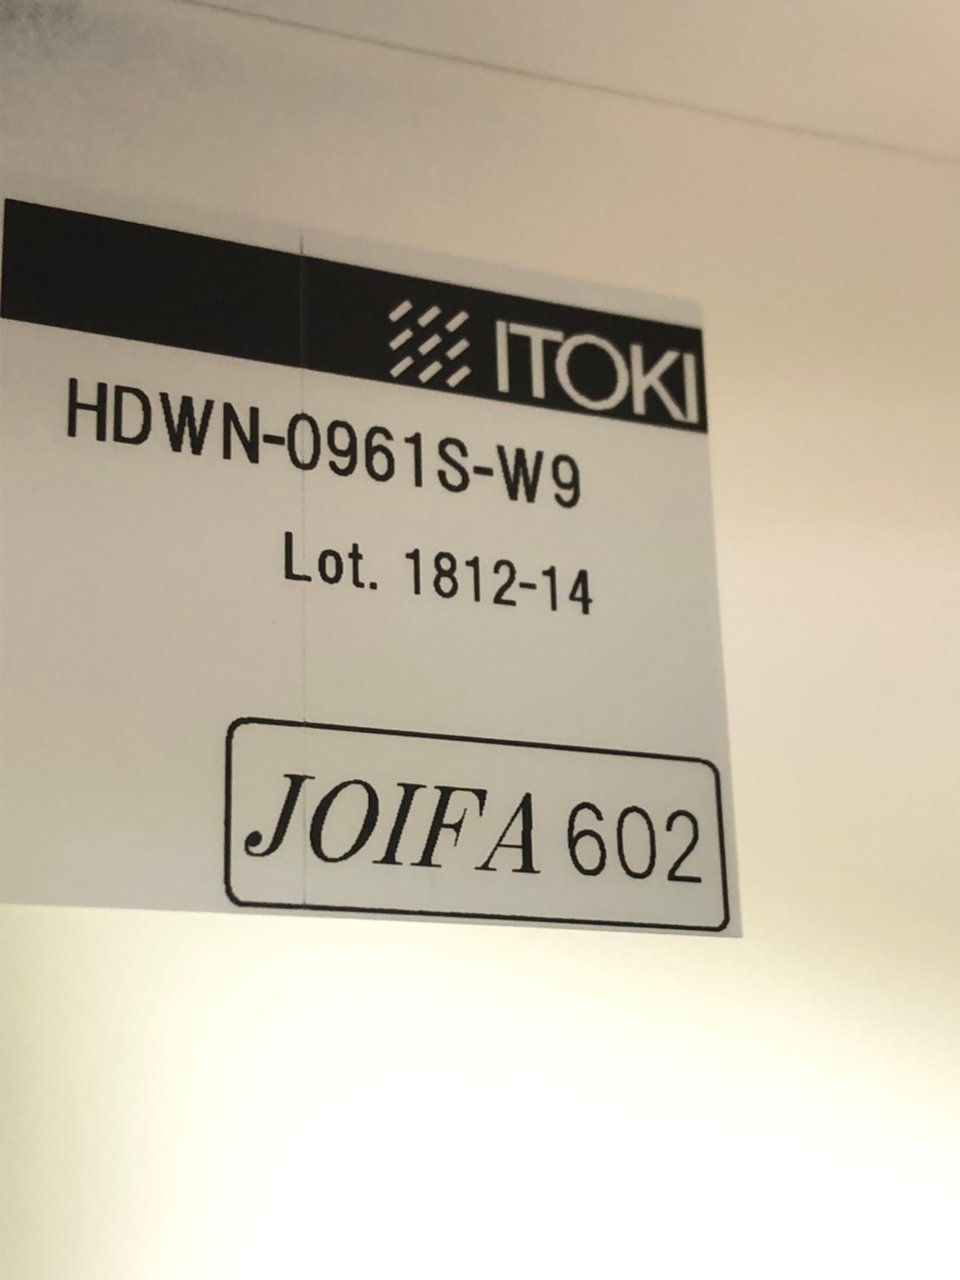 ITOKI
HDWN-0961S-W9
Lot. 1812-14
JOIFA 602